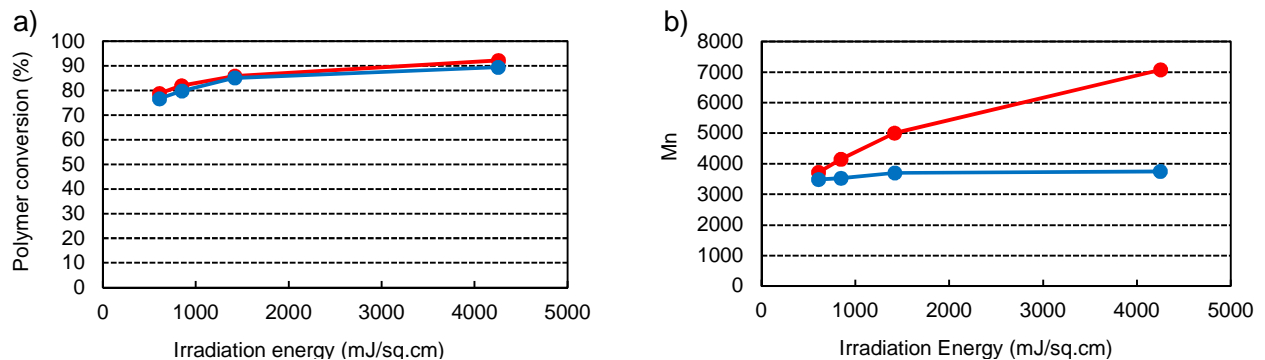 a)
Polymer conversion (%)
100
90
80
70
60
50
40
30
20
10
0
0 1000 2000 3000 4000 5000
Irradiation energy (mJ/sq.cm)
b)
Mn
8000
7000
6000
5000
4000
3000
2000
1000
0
0 1000 2000 3000 4000 5000
Irradiation Energy (mJ/sq.cm)